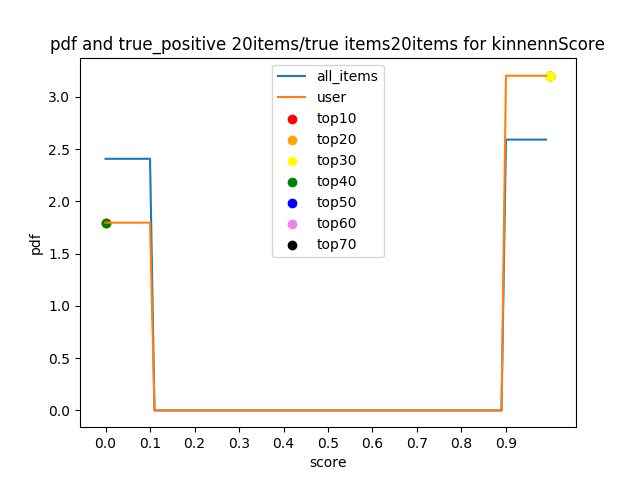 pdf and true_positive 20items/true items20items for kinnennScore
all_items
user
top10
top20
top30
top40
top50
top60
top70
pdf
3.0
2.5
2.0
1.5
1.0
0.5
0.0
0.0 0.1 0.2 0.3 0.4 0.5 0.6 0.7 0.8 0.9
score